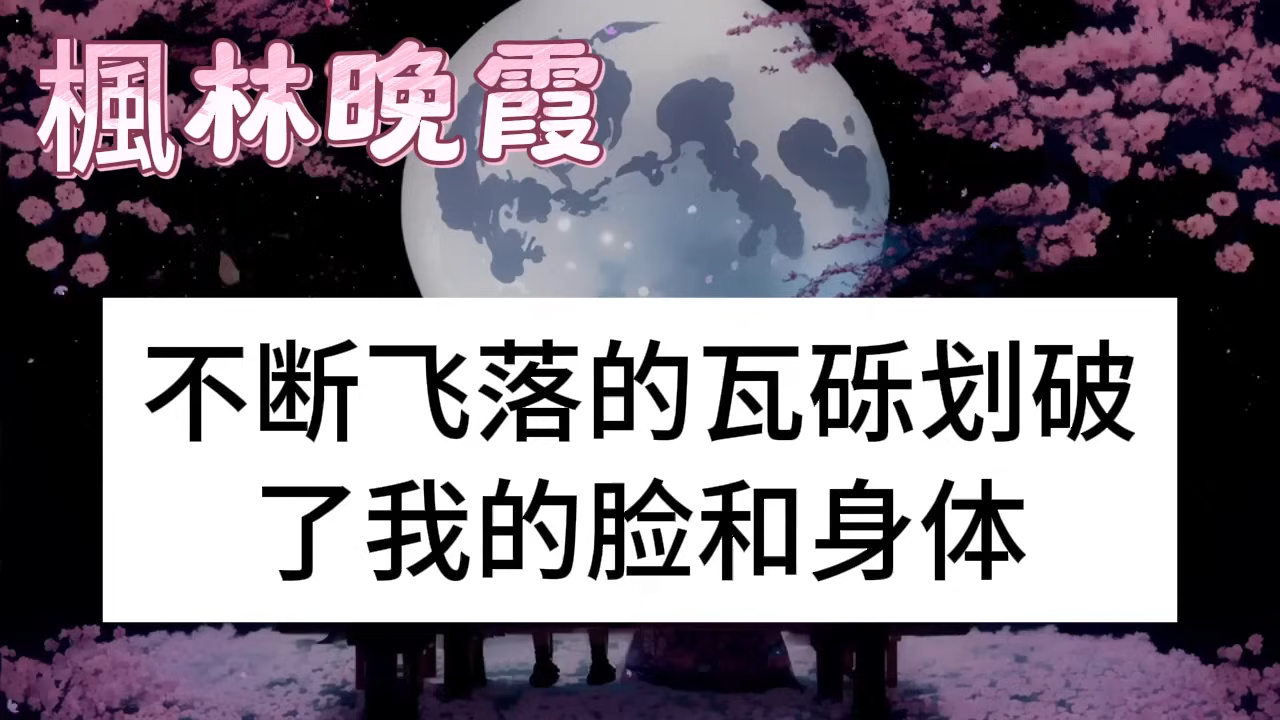 楓林晚霞
不断飞落的瓦砾划破
了我的脸和身体